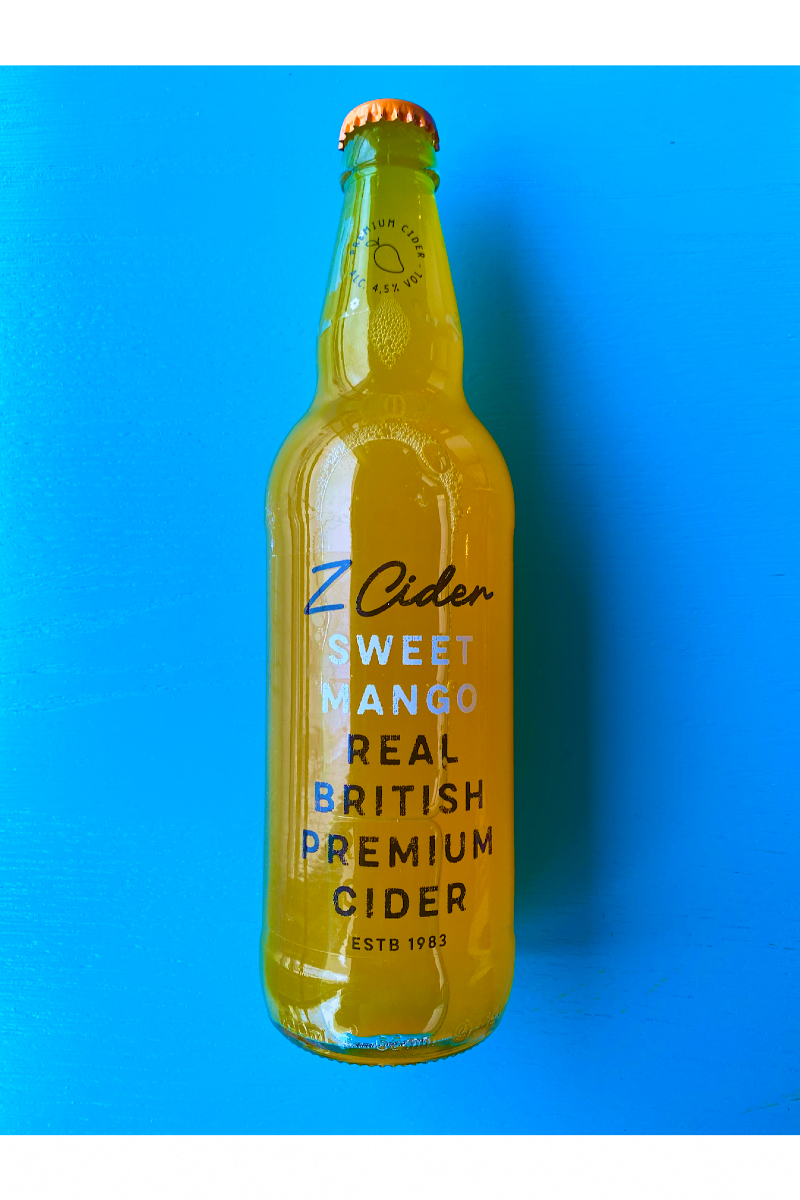 PREMIUM CIDER -
ALC. 4,5% VOL
Z Cider
SWEET
MANGO
REAL
BRITISH
PREMIUM
CIDER
ESTB 1983